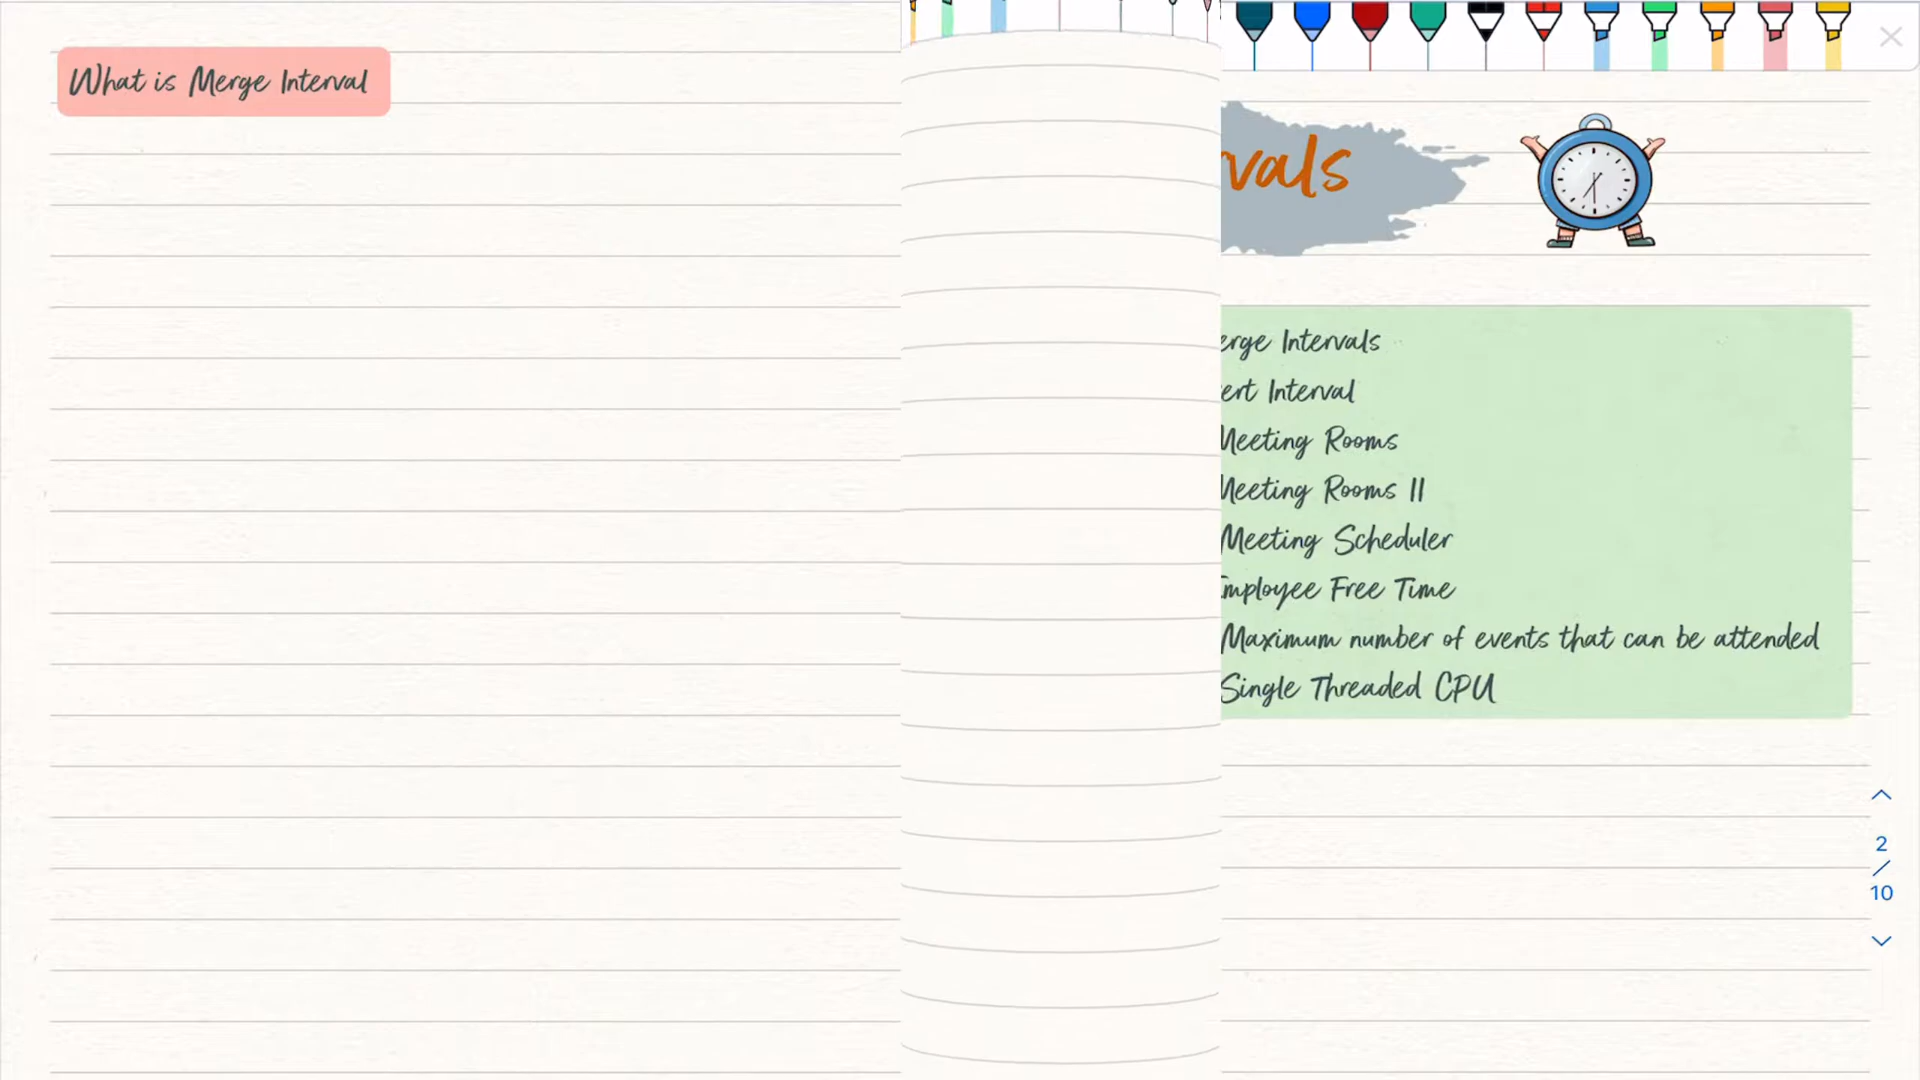 What is Merge Interval
vals
erge Intervals
ert Interval
Meeting Rooms
Meeting Rooms II
Meeting Scheduler
Employee Free Time
Maximum number of events that can be attended
Single Threaded CPU
2
/
10